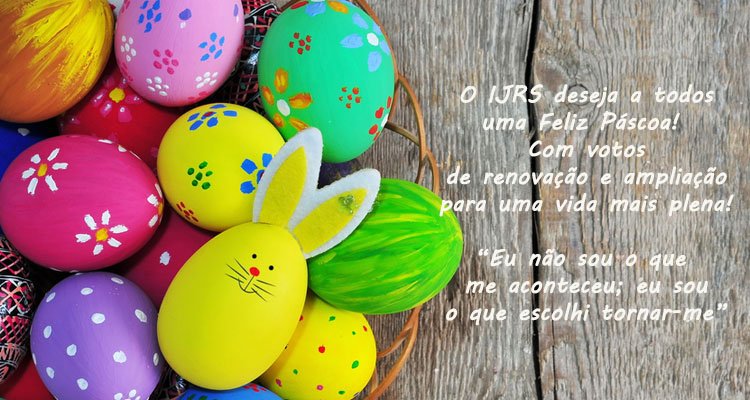 O IJRS deseja a todos
uma Feliz Páscoa!
Com votos
de renovação e ampliação
para uma vida mais plena!
“Eu não sou o que
me aconteceu; eu sou
o que escolhi tornar-me”